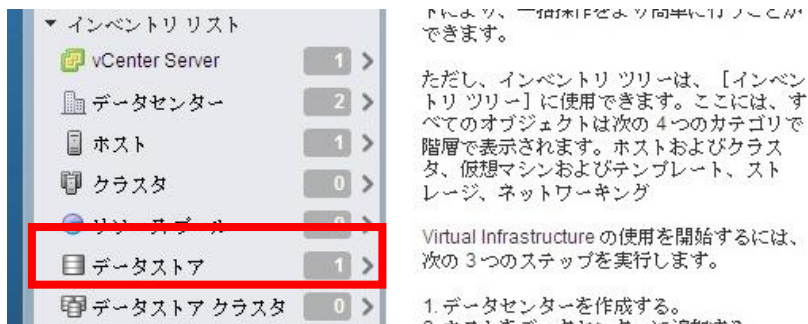 インベントリ リスト
vCenter Server 1
データセンター 2
ホスト 1
クラスタ 0
データストア 1
データストア クラスタ 0
できます。
ただし、インベントリ ツリーは、［インベン
トリ ツリー］に使用できます。ここには、す
べてのオブジェクトは次の 4 つのカテゴリで
階層で表示されます。ホストおよびクラス
タ、仮想マシンおよびテンプレート、スト
レージ、ネットワーキング
Virtual Infrastructure の使用を開始するには、
次の 3 つのステップを実行します。
1. データセンターを作成する。